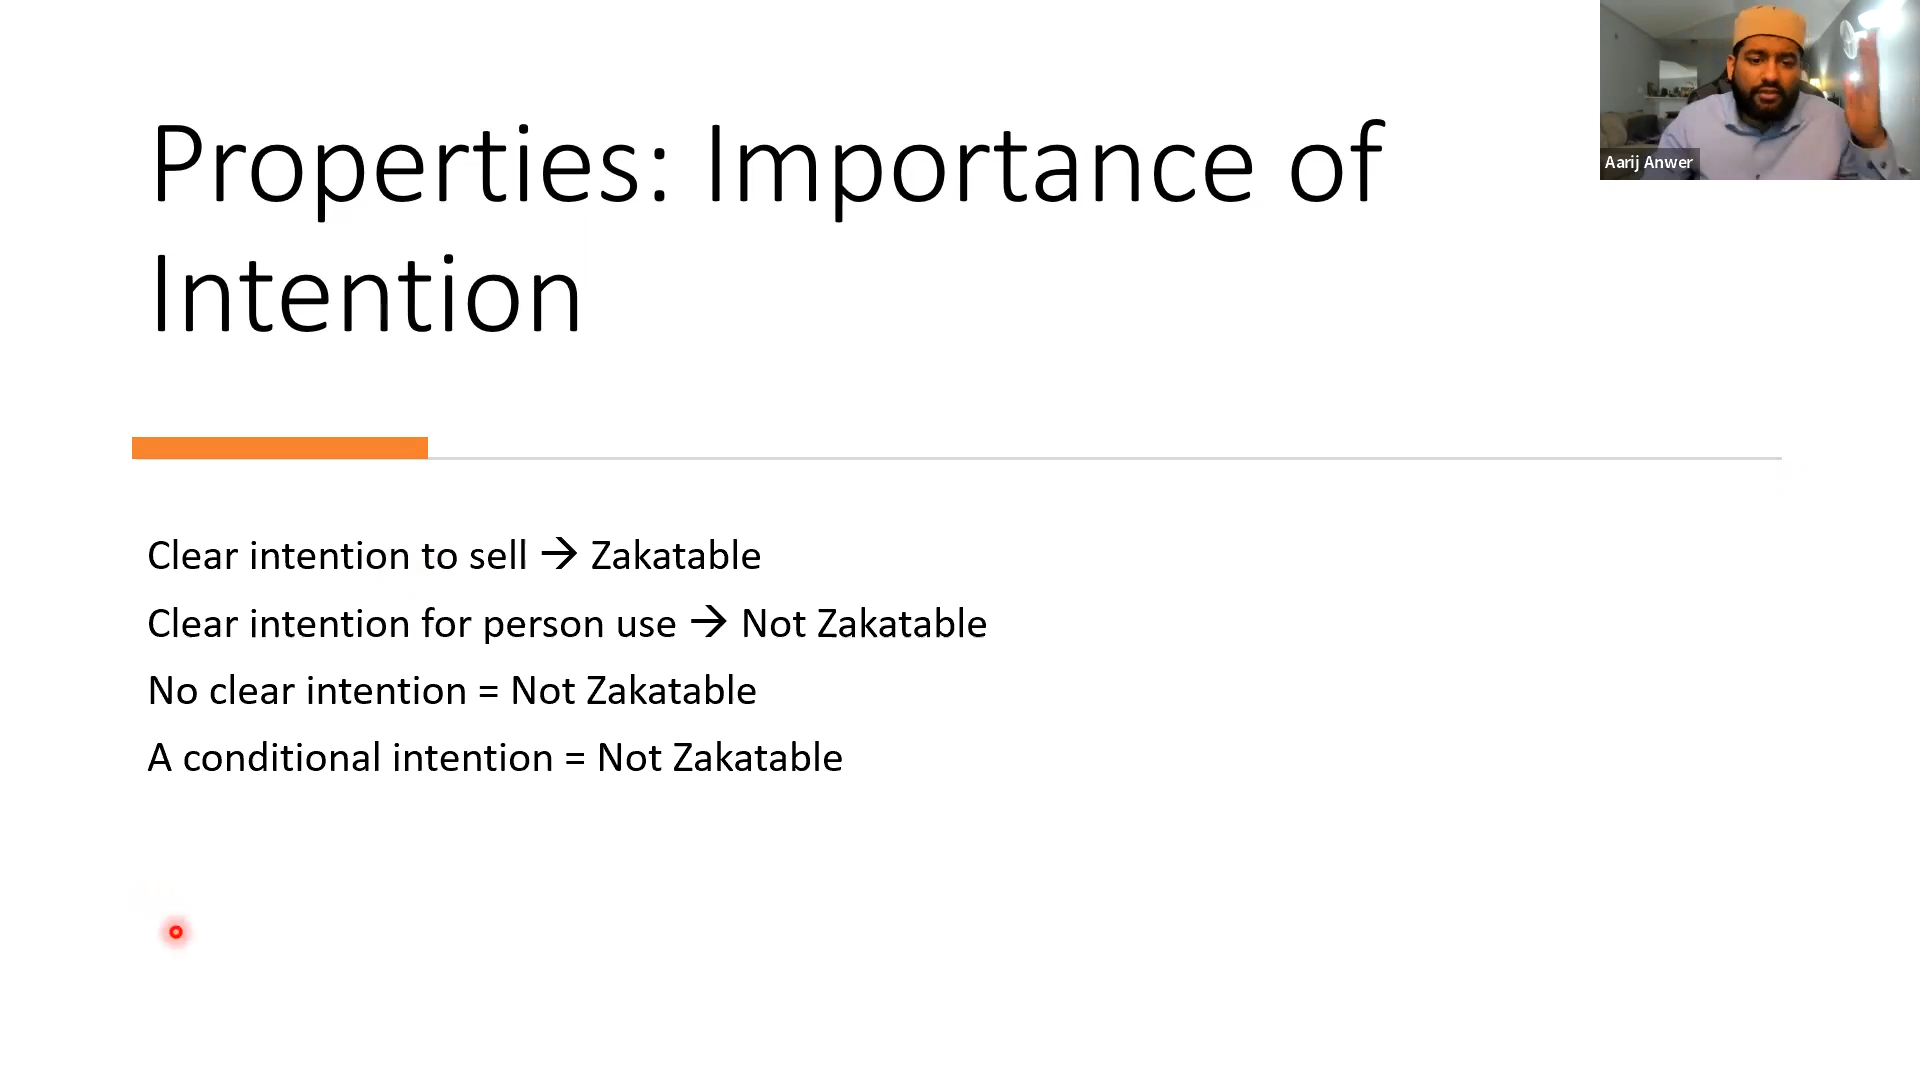 Properties: Importance of
Intention
Aarij Anwer
Clear intention to sell → Zakatable
Clear intention for person use → Not Zakatable
No clear intention = Not Zakatable
A conditional intention = Not Zakatable